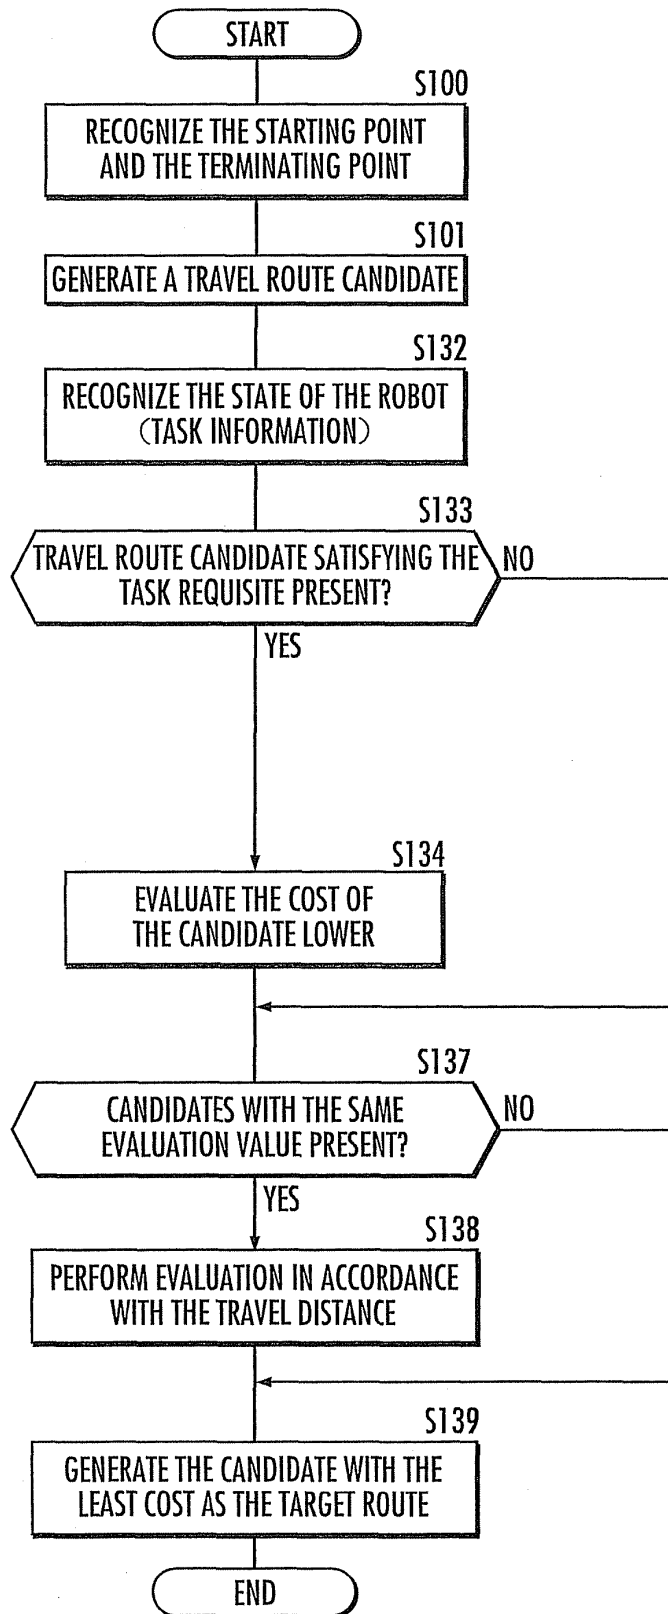 START
S100
RECOGNIZE THE STARTING POINT
AND THE TERMINATING POINT
S101
GENERATE A TRAVEL ROUTE CANDIDATE
S132
RECOGNIZE THE STATE OF THE ROBOT
(TASK INFORMATION)
S133
TRAVEL ROUTE CANDIDATE SATISFYING THE
TASK REQUISITE PRESENT?
NO
YES
S134
EVALUATE THE COST OF
THE CANDIDATE LOWER
S137
CANDIDATES WITH THE SAME
EVALUATION VALUE PRESENT?
NO
YES
S138
PERFORM EVALUATION IN ACCORDANCE
WITH THE TRAVEL DISTANCE
S139
GENERATE THE CANDIDATE WITH THE
LEAST COST AS THE TARGET ROUTE
END